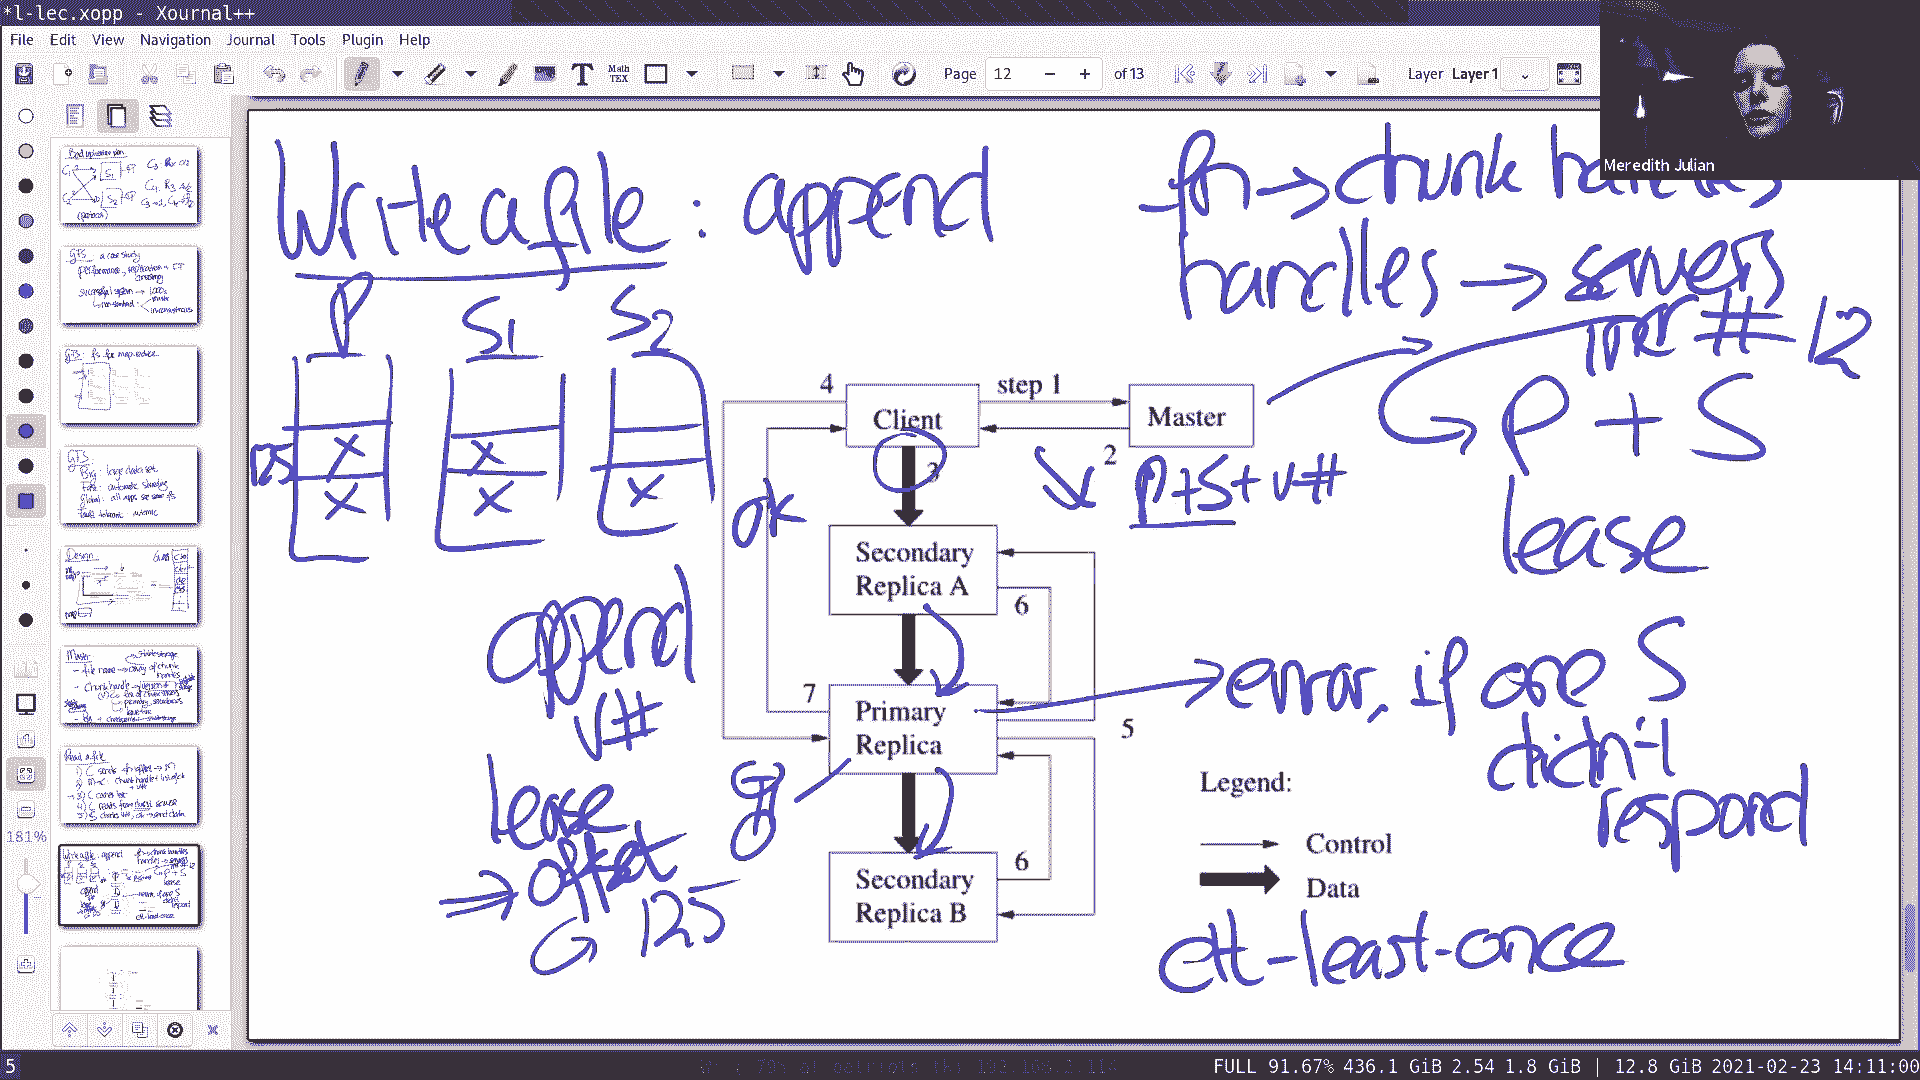 *l-lec.xopp - Xournal++
File Edit View Navigation Journal Tools Plugin Help
Math
TEX
Page 12 of 13 Layer Layer 1
Meredith Julian
Write a file : append
fn → chunk handles
handles → servers
ver # 12
P + S
lease
P S1 S2
125 X X
X X X
4 step 1
Client Master
3 2
P+S + v#
ok
Secondary
Replica A
6
append
v#
lease
⇒ offset
125
7
Primary
Replica
5
→ error, if one S
didn't
respond
Secondary
Replica B
6
Legend:
→ Control
Data
at-least-once
181%
5
FULL 91.67% 436.1 GiB 2.54 1.8 GiB | 12.8 GiB 2021-02-23 14:11:00